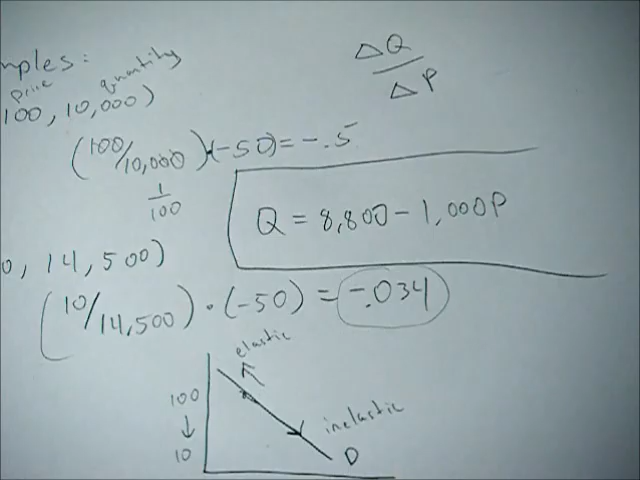 mples:
ΔQ
ΔP
price quantity
100, 10,000)
(100/10,000)•(-50) = -.5
1
100
Q = 8,800 - 1,000P
0, 14,500)
(10/14,500) • (-50) = -.034
elastic
100
inelastic
↓
10
D